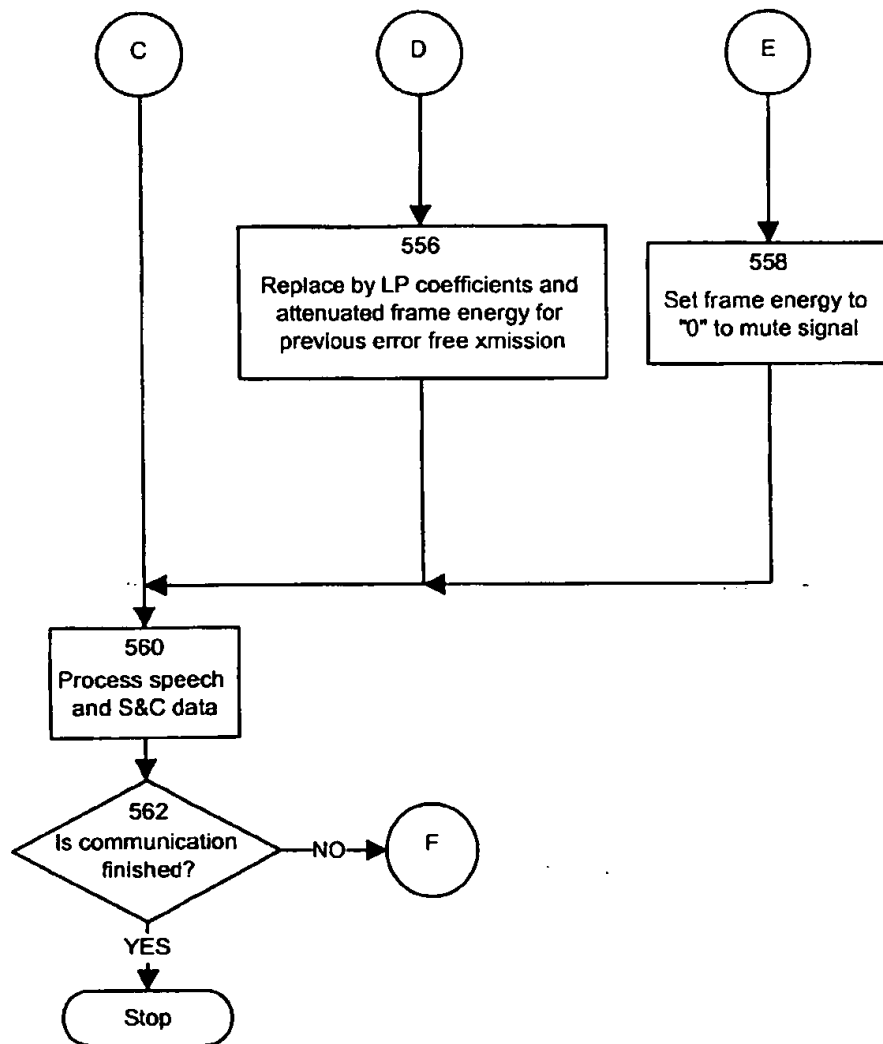 C
D
E
556
Replace by LP coefficients and
attenuated frame energy for
previous error free xmission
558
Set frame energy to
"0" to mute signal
560
Process speech
and S&C data
562
Is communication
finished?
NO
F
YES
Stop